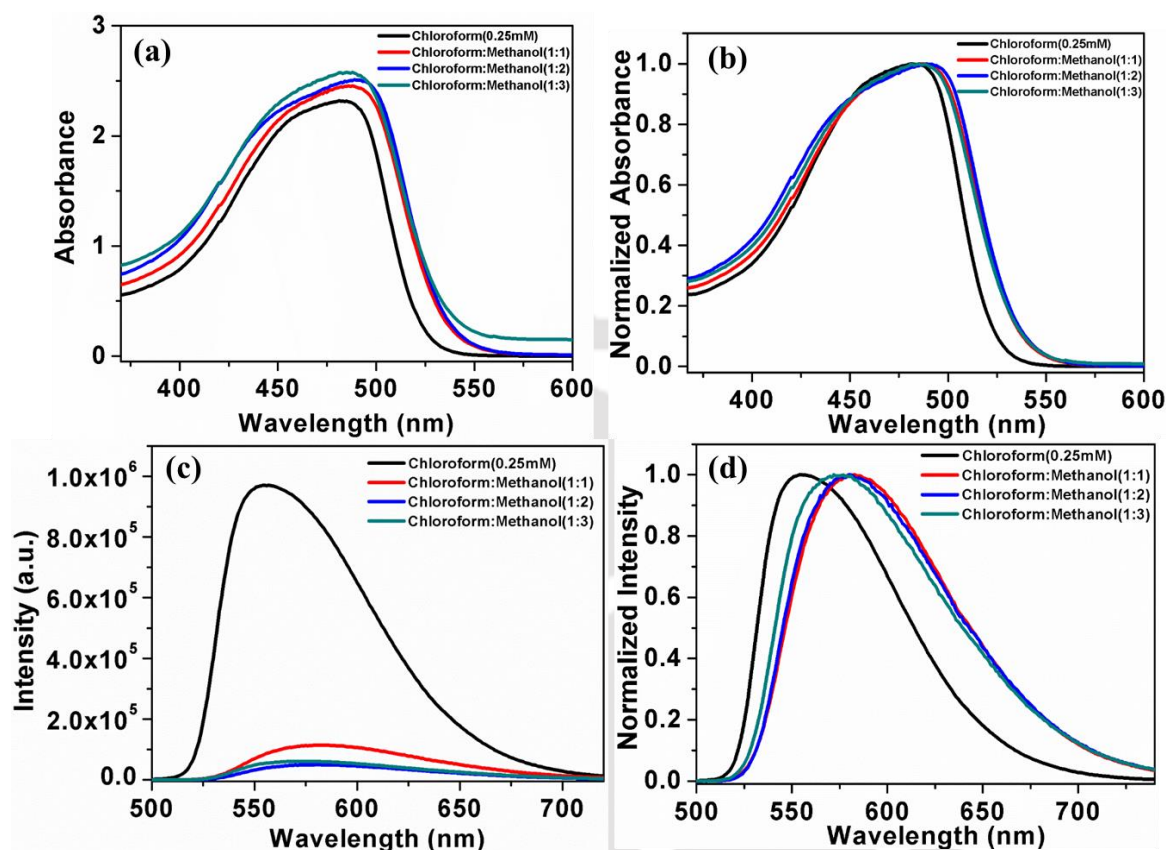 (a)
Chloroform(0.25mM)
Chloroform:Methanol(1:1)
Chloroform:Methanol(1:2)
Chloroform:Methanol(1:3)
Absorbance
3
2
1
0
400 450 500 550 600
Wavelength (nm)
(b)
Chloroform(0.25mM)
Chloroform:Methanol(1:1)
Chloroform:Methanol(1:2)
Chloroform:Methanol(1:3)
Normalized Absorbance
1.0
0.8
0.6
0.4
0.2
0.0
400 450 500 550 600
Wavelength (nm)
(c)
Chloroform(0.25mM)
Chloroform:Methanol(1:1)
Chloroform:Methanol(1:2)
Chloroform:Methanol(1:3)
Intensity (a.u.)
1.0x10⁶
8.0x10⁵
6.0x10⁵
4.0x10⁵
2.0x10⁵
0.0
500 550 600 650 700
Wavelength (nm)
(d)
Chloroform(0.25mM)
Chloroform:Methanol(1:1)
Chloroform:Methanol(1:2)
Chloroform:Methanol(1:3)
Normalized Intensity
1.0
0.8
0.6
0.4
0.2
0.0
500 550 600 650 700
Wavelength (nm)